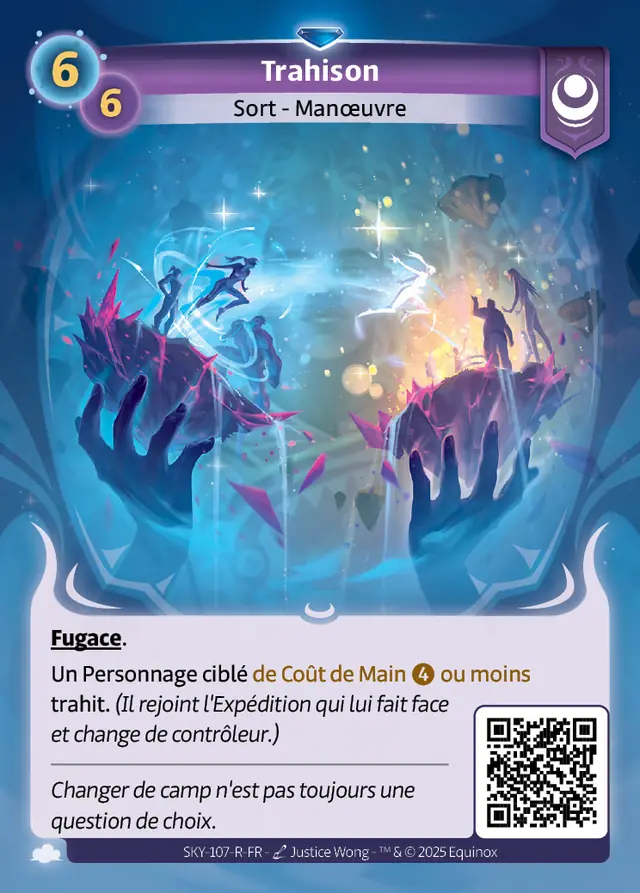 6
6
Trahison
Sort - Manœuvre
Fugace.
Un Personnage ciblé de Coût de Main 4 ou moins
trahit. (Il rejoint l'Expédition qui lui fait face
et change de contrôleur.)
Changer de camp n'est pas toujours une
question de choix.
SKY-107-R-FR - Justice Wong - ™ & © 2025 Equinox